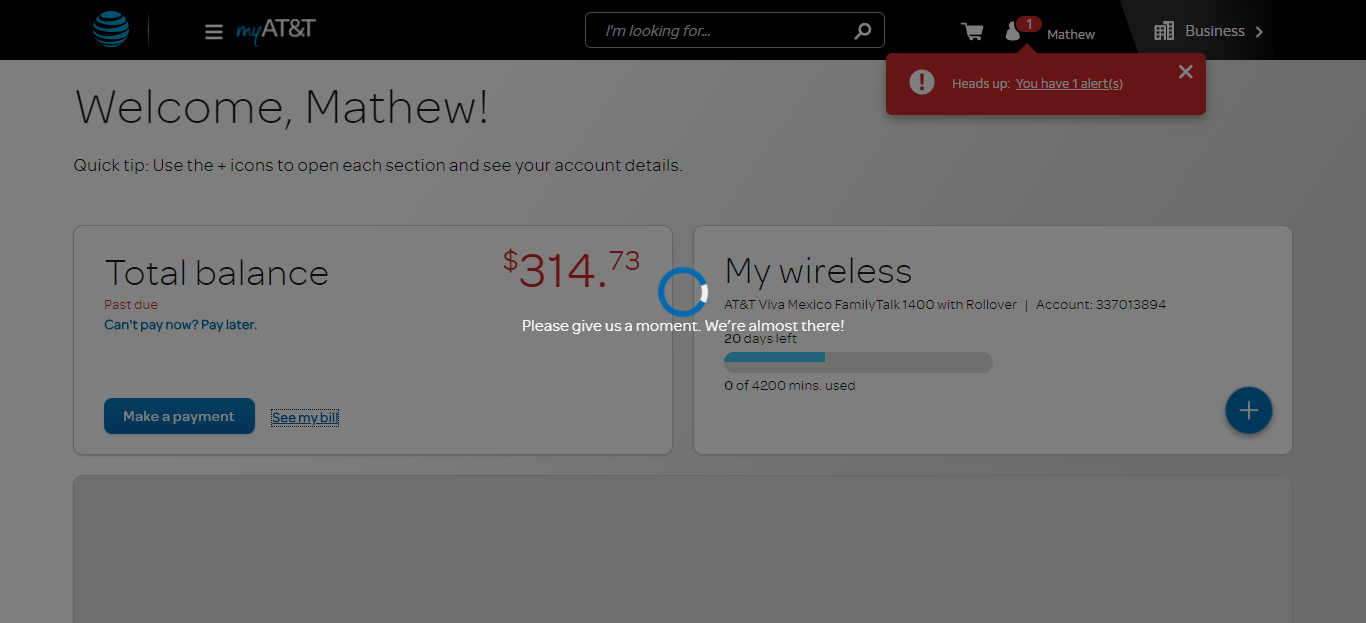 myAT&T
I'm looking for...
1
Mathew
Business
Heads up: You have 1 alert(s)
Welcome, Mathew!
Quick tip: Use the + icons to open each section and see your account details.
Total balance
$314.73
Past due
Can't pay now? Pay later.
Make a payment
See my bill
Please give us a moment. We’re almost there!
My wireless
AT&T Viva Mexico FamilyTalk 1400 with Rollover | Account: 337013894
20 days left
0 of 4200 mins. used